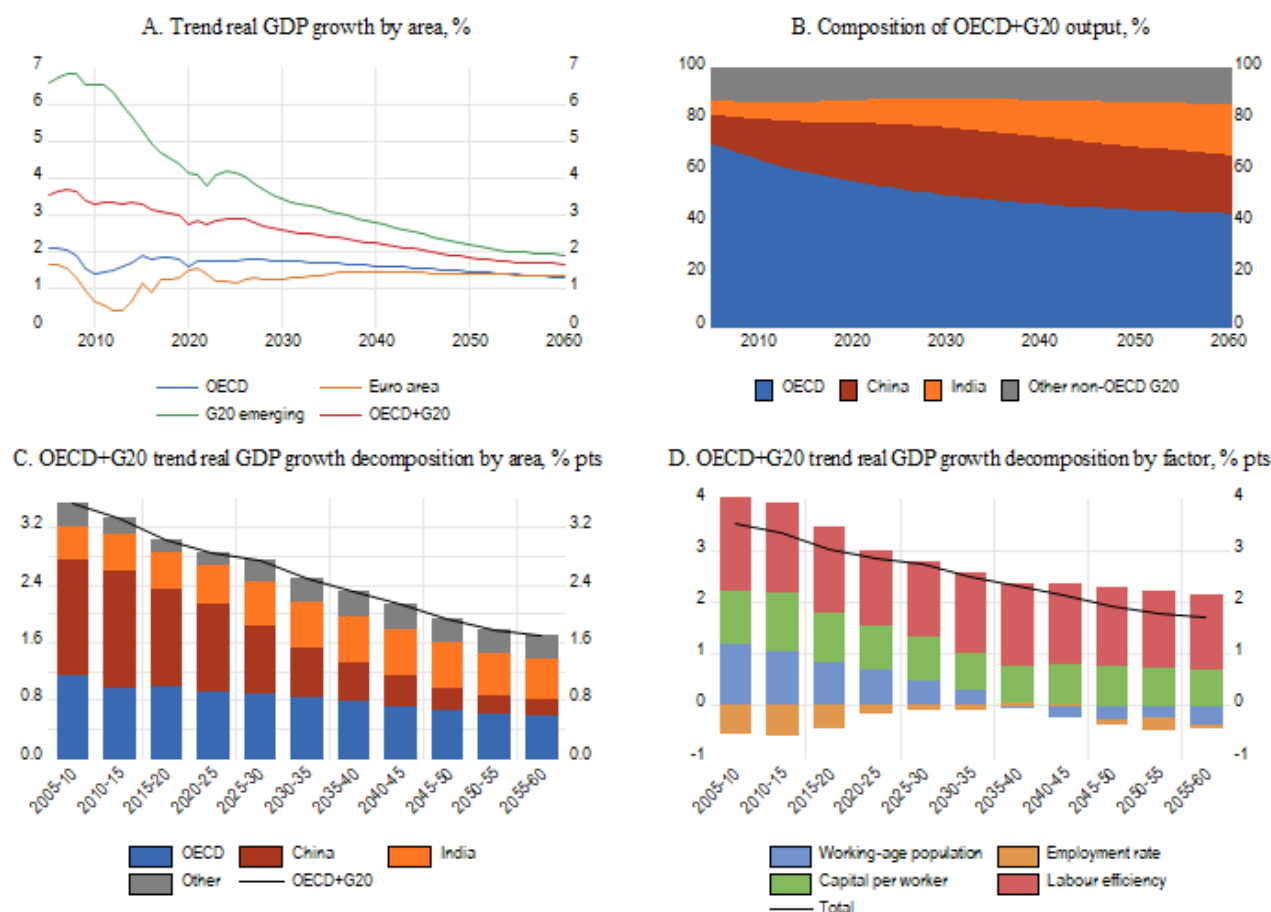 A. Trend real GDP growth by area, %
7 7
6 6
5 5
4 4
3 3
2 2
1 1
0 0
2010 2020 2030 2040 2050 2060
OECD Euro area
G20 emerging OECD+G20
B. Composition of OECD+G20 output, %
100 100
80 80
60 60
40 40
20 20
0 0
2010 2020 2030 2040 2050 2060
OECD China India Other non-OECD G20
C. OECD+G20 trend real GDP growth decomposition by area, % pts
3.2 3.2
2.4 2.4
1.6 1.6
0.8 0.8
0.0 0.0
2005-10 2010-15 2015-20 2020-25 2025-30 2030-35 2035-40 2040-45 2045-50 2050-55 2055-60
OECD China India
Other OECD+G20
D. OECD+G20 trend real GDP growth decomposition by factor, % pts
4 4
3 3
2 2
1 1
0 0
-1 -1
2005-10 2010-15 2015-20 2020-25 2025-30 2030-35 2035-40 2040-45 2045-50 2050-55 2055-60
Working-age population Employment rate
Capital per worker Labour efficiency
Total